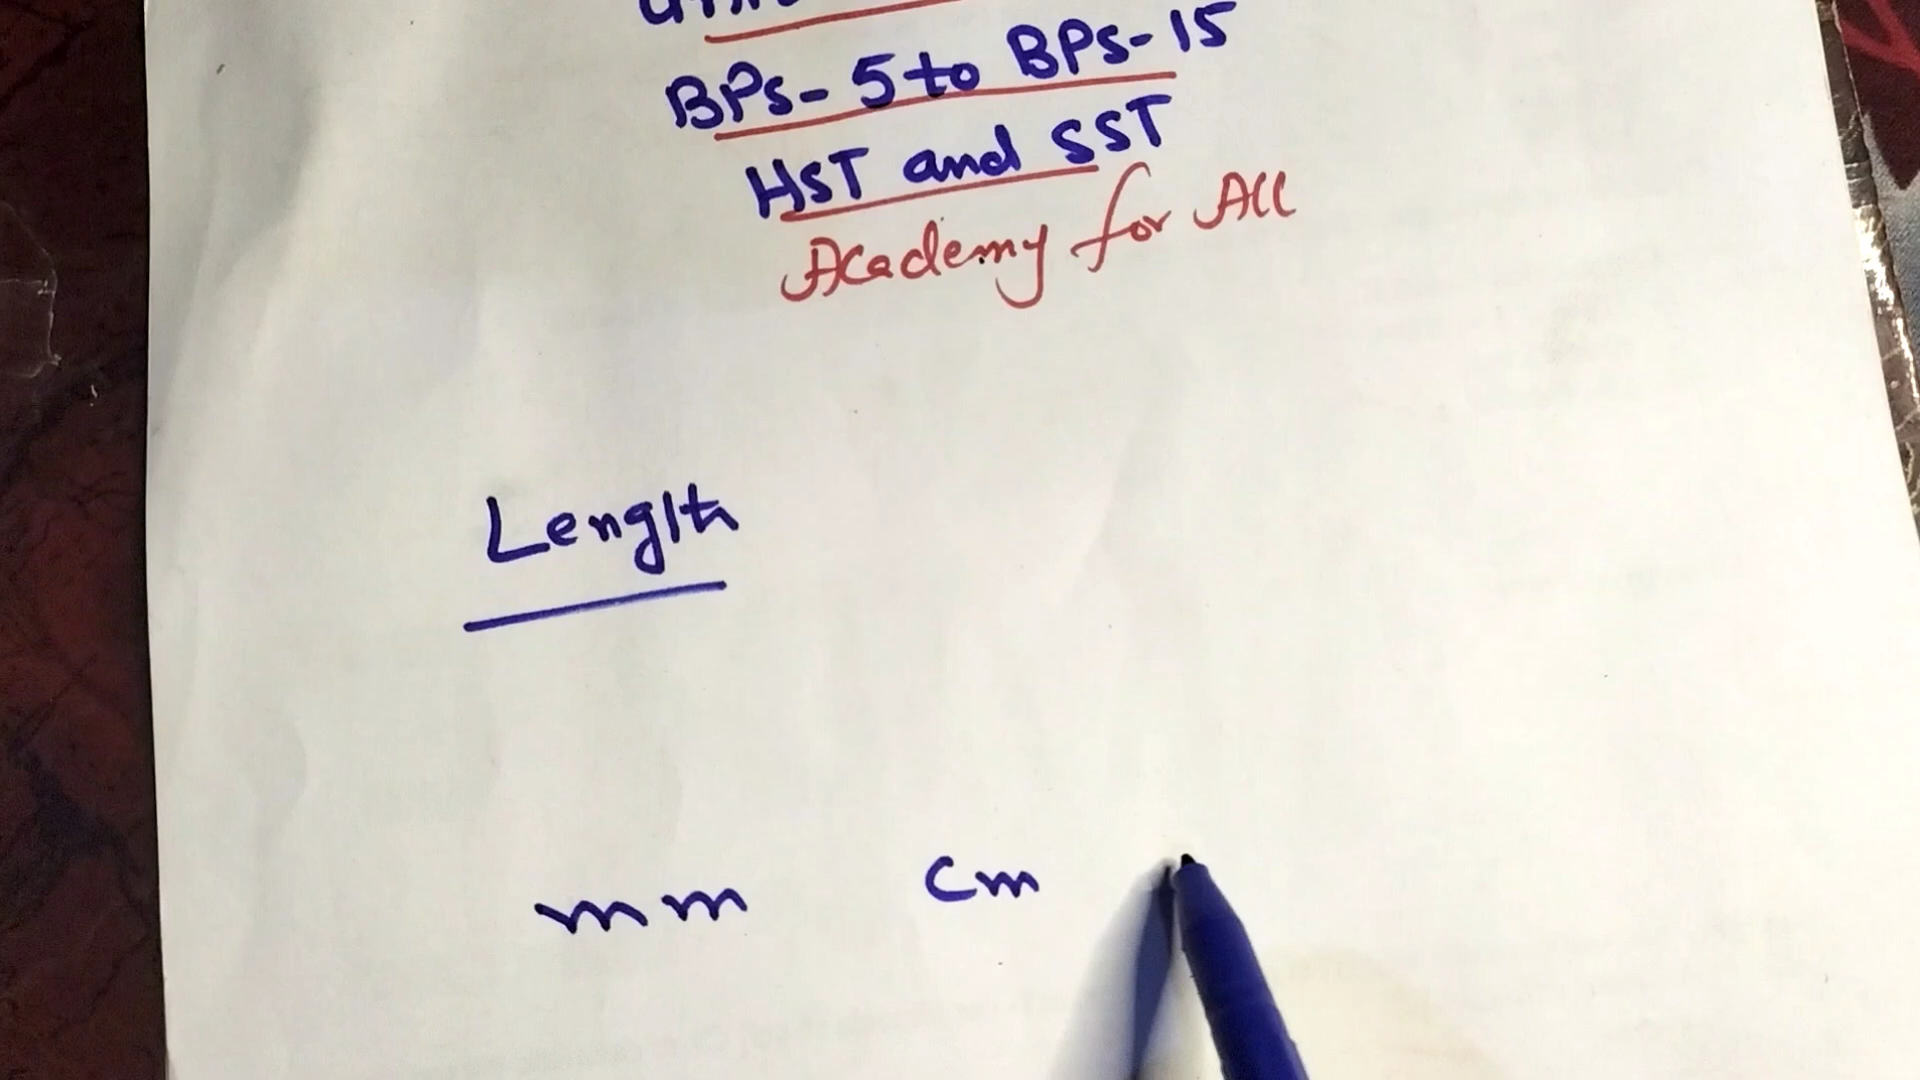 BPS- 5 to BPS-15
HST and SST
Academy for All
Length
mm cm